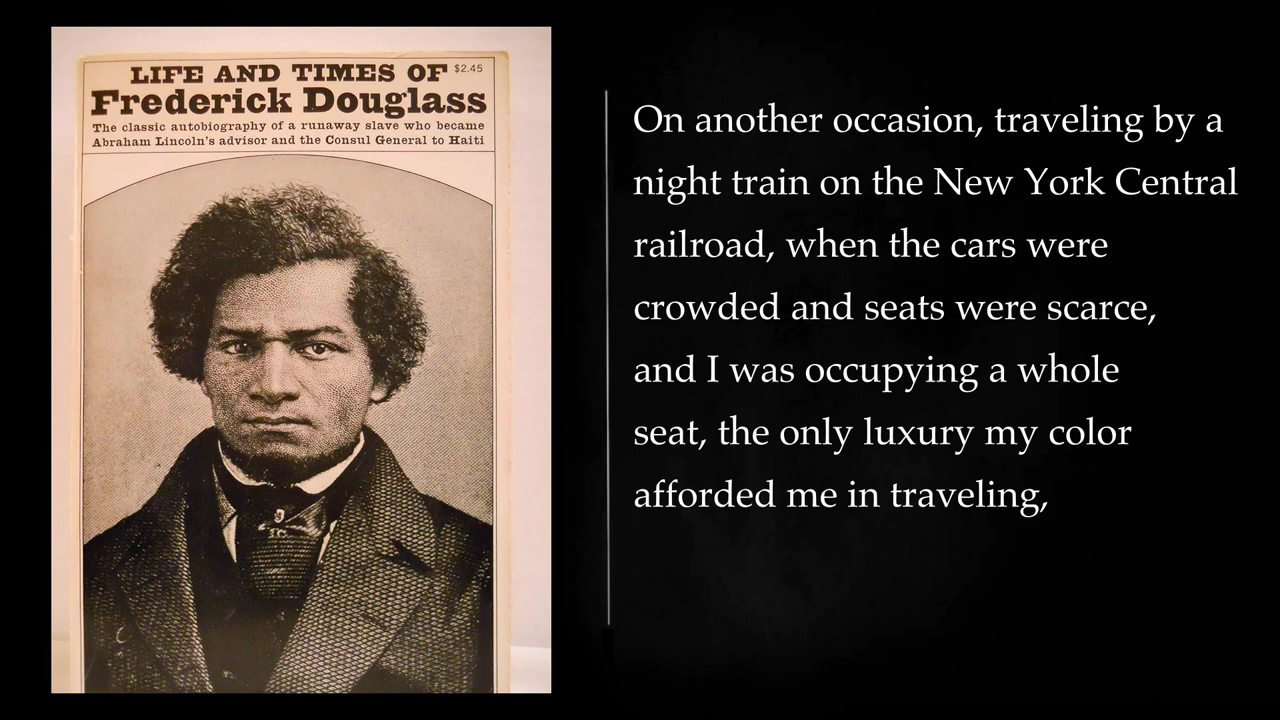 LIFE AND TIMES OF $2.45
Frederick Douglass
The classic autobiography of a runaway slave who became
Abraham Lincoln's advisor and the Consul General to Haiti
On another occasion, traveling by a
night train on the New York Central
railroad, when the cars were
crowded and seats were scarce,
and I was occupying a whole
seat, the only luxury my color
afforded me in traveling,